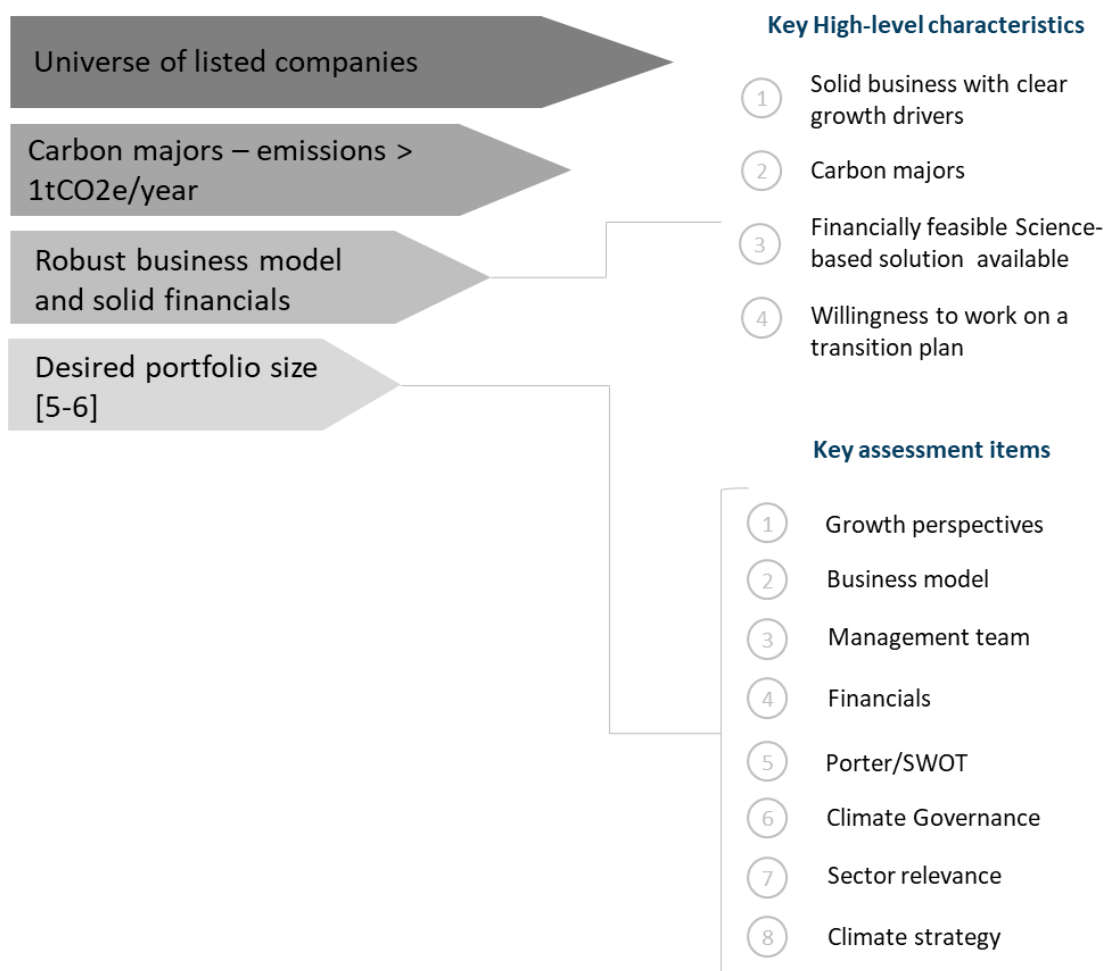 Universe of listed companies
Carbon majors – emissions >
1tCO2e/year
Robust business model
and solid financials
Desired portfolio size
[5-6]
Key High-level characteristics
1 Solid business with clear
growth drivers
2 Carbon majors
3 Financially feasible Science-
based solution available
4 Willingness to work on a
transition plan
Key assessment items
1 Growth perspectives
2 Business model
3 Management team
4 Financials
5 Porter/SWOT
6 Climate Governance
7 Sector relevance
8 Climate strategy